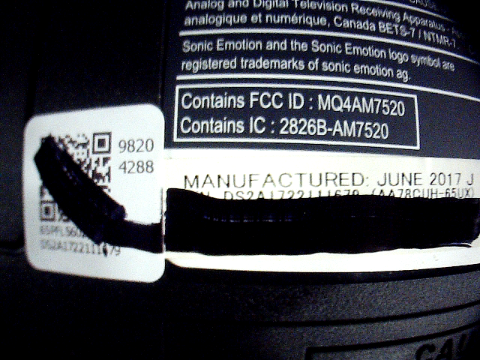 Analog and Digital Television Receiving Apparatus
analogique et numérique, Canada BETS-7 / NTMR-7
Sonic Emotion and the Sonic Emotion logo symbol are
registered trademarks of sonic emotion ag.
Contains FCC ID : MQ4AM7520
Contains IC : 2826B-AM7520
9820
4288
MANUFACTURED: JUNE 2017 J